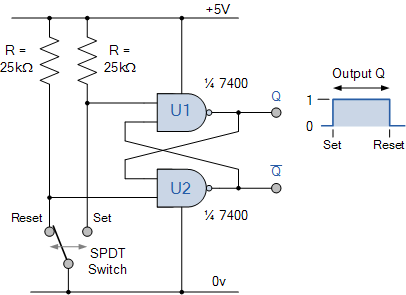 +5V
R =
25kΩ
R =
25kΩ
¼ 7400
U1
Q
Output Q
1
0
Set
Reset
U2
Q̅
¼ 7400
Reset
Set
SPDT
Switch
0v